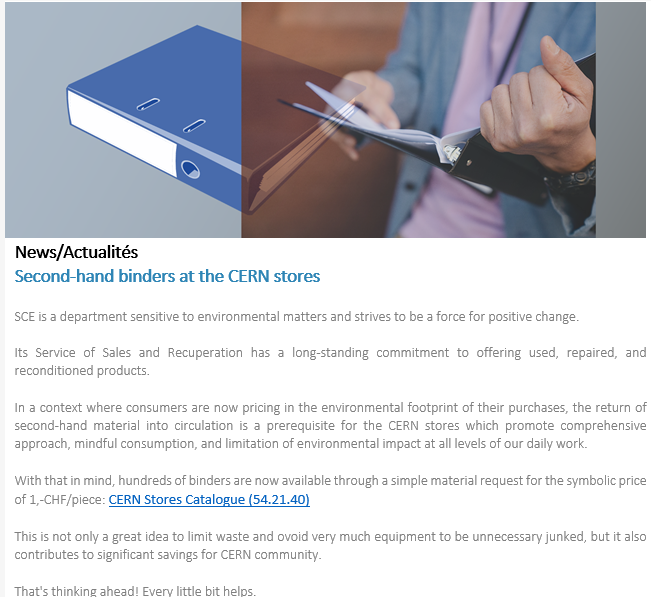 News/Actualités
Second-hand binders at the CERN stores
SCE is a department sensitive to environmental matters and strives to be a force for positive change.
Its Service of Sales and Recuperation has a long-standing commitment to offering used, repaired, and
reconditioned products.
In a context where consumers are now pricing in the environmental footprint of their purchases, the return of
second-hand material into circulation is a prerequisite for the CERN stores which promote comprehensive
approach, mindful consumption, and limitation of environmental impact at all levels of our daily work.
With that in mind, hundreds of binders are now available through a simple material request for the symbolic price
of 1,-CHF/piece: CERN Stores Catalogue (54.21.40)
This is not only a great idea to limit waste and ovoid very much equipment to be unnecessary junked, but it also
contributes to significant savings for CERN community.
That's thinking ahead! Every little bit helps.